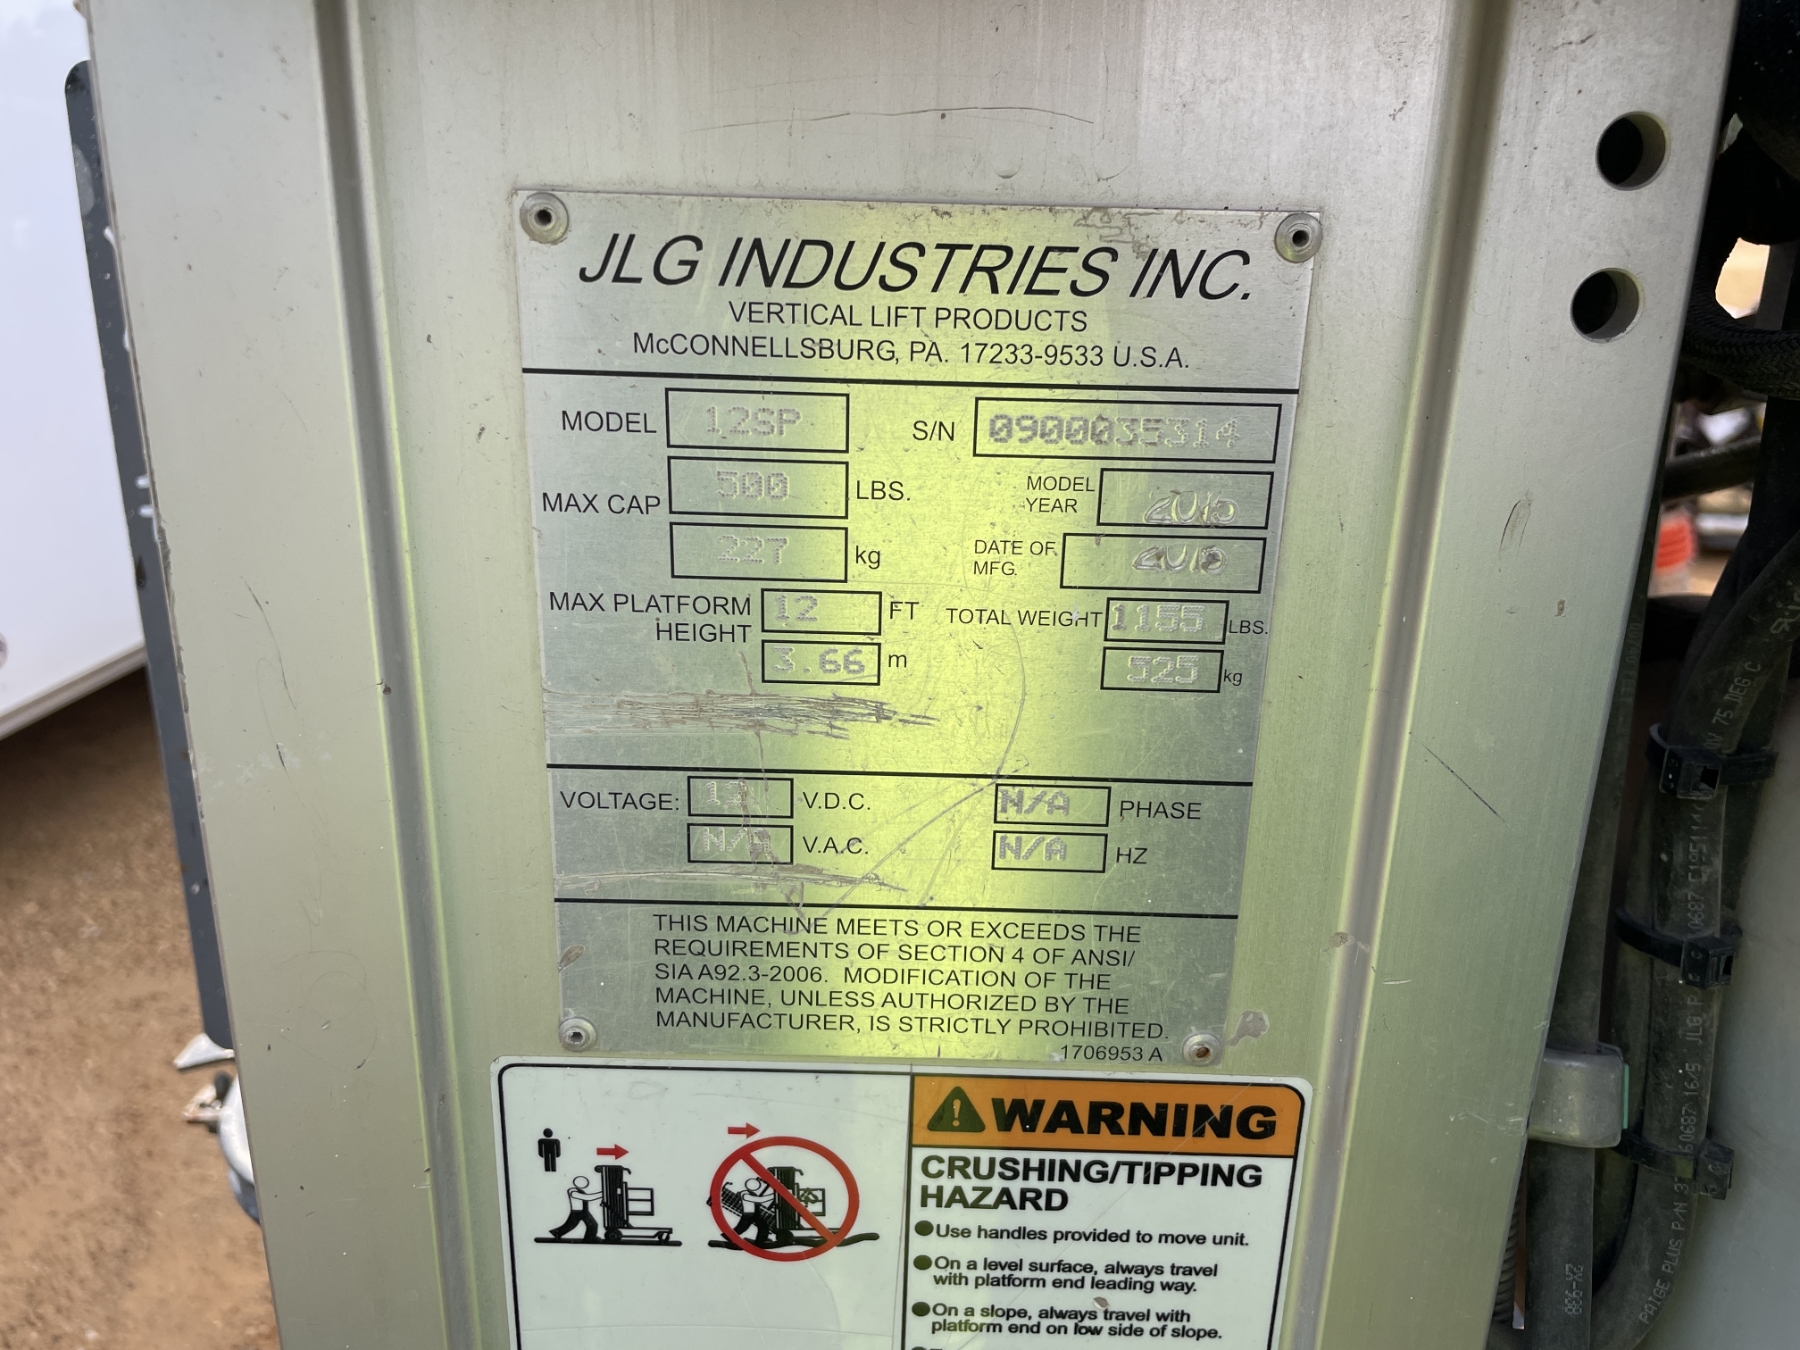 JLG INDUSTRIES INC.
VERTICAL LIFT PRODUCTS
McCONNELLSBURG, PA. 17233-9533 U.S.A.
MODEL 12SP S/N 0900035314
MAX CAP 500 LBS. MODEL YEAR 2015
227 kg DATE OF MFG. 2015
MAX PLATFORM HEIGHT 12 FT TOTAL WEIGHT 1155 LBS.
3.66 m 525 kg
VOLTAGE: V.D.C. N/A PHASE
N/A V.A.C. N/A HZ
THIS MACHINE MEETS OR EXCEEDS THE
REQUIREMENTS OF SECTION 4 OF ANSI/
SIA A92.3-2006. MODIFICATION OF THE
MACHINE, UNLESS AUTHORIZED BY THE
MANUFACTURER, IS STRICTLY PROHIBITED.
1706953 A
WARNING
CRUSHING/TIPPING
HAZARD
Use handles provided to move unit.
On a level surface, always travel
with platform end leading way.
On a slope, always travel with
platform end on low side of slope.
75 DEG C
PAIGE PLUS P/N